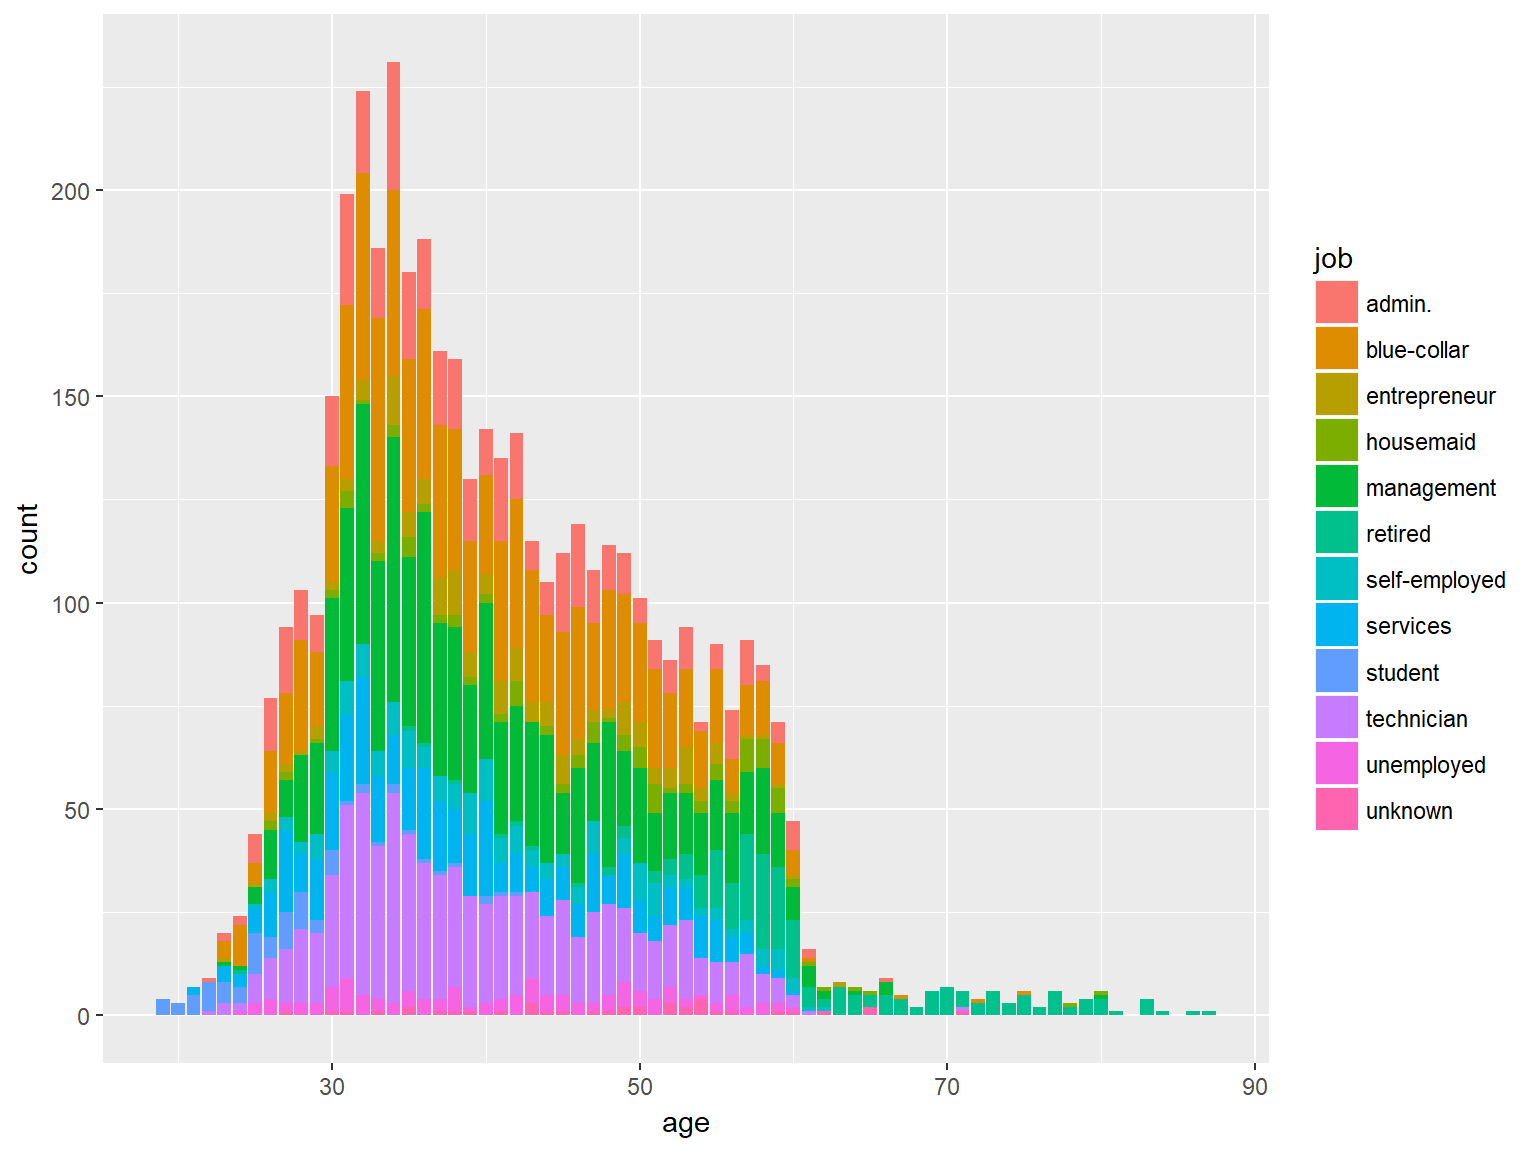 count
200
150
100
50
0
30
50
70
90
age
job
admin.
blue-collar
entrepreneur
housemaid
management
retired
self-employed
services
student
technician
unemployed
unknown